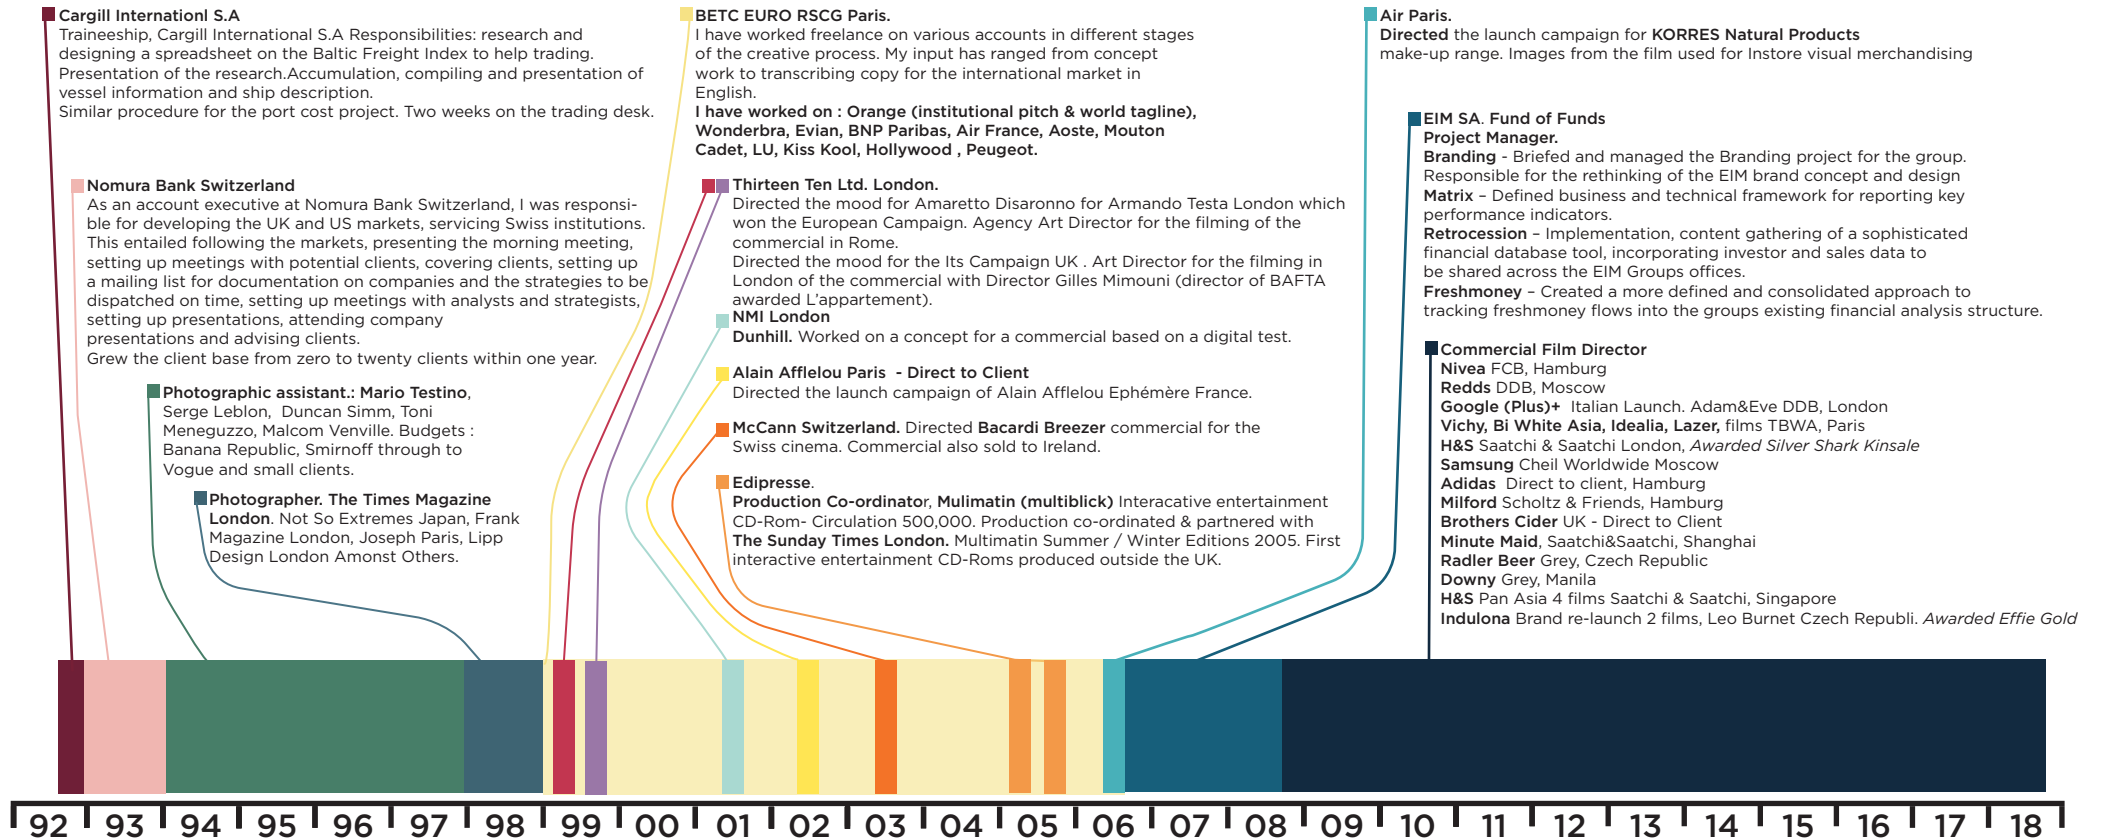 Cargill Internationl S.A
Traineeship, Cargill International S.A Responsibilities: research and
designing a spreadsheet on the Baltic Freight Index to help trading.
Presentation of the research.Accumulation, compiling and presentation of
vessel information and ship description.
Similar procedure for the port cost project. Two weeks on the trading desk.
Nomura Bank Switzerland
As an account executive at Nomura Bank Switzerland, I was responsi-
ble for developing the UK and US markets, servicing Swiss institutions.
This entailed following the markets, presenting the morning meeting,
setting up meetings with potential clients, covering clients, setting up
a mailing list for documentation on companies and the strategies to be
dispatched on time, setting up meetings with analysts and strategists,
setting up presentations, attending company
presentations and advising clients.
Grew the client base from zero to twenty clients within one year.
Photographic assistant.: Mario Testino,
Serge Leblon, Duncan Simm, Toni
Meneguzzo, Malcom Venville. Budgets :
Banana Republic, Smirnoff through to
Vogue and small clients.
Photographer. The Times Magazine
London. Not So Extremes Japan, Frank
Magazine London, Joseph Paris, Lipp
Design London Amonst Others.
BETC EURO RSCG Paris.
I have worked freelance on various accounts in different stages
of the creative process. My input has ranged from concept
work to transcribing copy for the international market in
English.
I have worked on : Orange (institutional pitch & world tagline),
Wonderbra, Evian, BNP Paribas, Air France, Aoste, Mouton
Cadet, LU, Kiss Kool, Hollywood , Peugeot.
Thirteen Ten Ltd. London.
Directed the mood for Amaretto Disaronno for Armando Testa London which
won the European Campaign. Agency Art Director for the filming of the
commercial in Rome.
Directed the mood for the Its Campaign UK . Art Director for the filming in
London of the commercial with Director Gilles Mimouni (director of BAFTA
awarded L'appartement).
NMI London
Dunhill. Worked on a concept for a commercial based on a digital test.
Alain Afflelou Paris - Direct to Client
Directed the launch campaign of Alain Afflelou Ephémère France.
McCann Switzerland. Directed Bacardi Breezer commercial for the
Swiss cinema. Commercial also sold to Ireland.
Edipresse.
Production Co-ordinator, Mulimatin (multiblick) Interacative entertainment
CD-Rom- Circulation 500,000. Production co-ordinated & partnered with
The Sunday Times London. Multimatin Summer / Winter Editions 2005. First
interactive entertainment CD-Roms produced outside the UK.
Air Paris.
Directed the launch campaign for KORRES Natural Products
make-up range. Images from the film used for Instore visual merchandising
EIM SA. Fund of Funds
Project Manager.
Branding - Briefed and managed the Branding project for the group.
Responsible for the rethinking of the EIM brand concept and design
Matrix – Defined business and technical framework for reporting key
performance indicators.
Retrocession – Implementation, content gathering of a sophisticated
financial database tool, incorporating investor and sales data to
be shared across the EIM Groups offices.
Freshmoney – Created a more defined and consolidated approach to
tracking freshmoney flows into the groups existing financial analysis structure.
Commercial Film Director
Nivea FCB, Hamburg
Redds DDB, Moscow
Google (Plus)+ Italian Launch. Adam&Eve DDB, London
Vichy, Bi White Asia, Idealia, Lazer, films TBWA, Paris
H&S Saatchi & Saatchi London, Awarded Silver Shark Kinsale
Samsung Cheil Worldwide Moscow
Adidas Direct to client, Hamburg
Milford Scholtz & Friends, Hamburg
Brothers Cider UK - Direct to Client
Minute Maid, Saatchi&Saatchi, Shanghai
Radler Beer Grey, Czech Republic
Downy Grey, Manila
H&S Pan Asia 4 films Saatchi & Saatchi, Singapore
Indulona Brand re-launch 2 films, Leo Burnet Czech Republi. Awarded Effie Gold
92 93 94 95 96 97 98 99 00 01 02 03 04 05 06 07 08 09 10 11 12 13 14 15 16 17 18